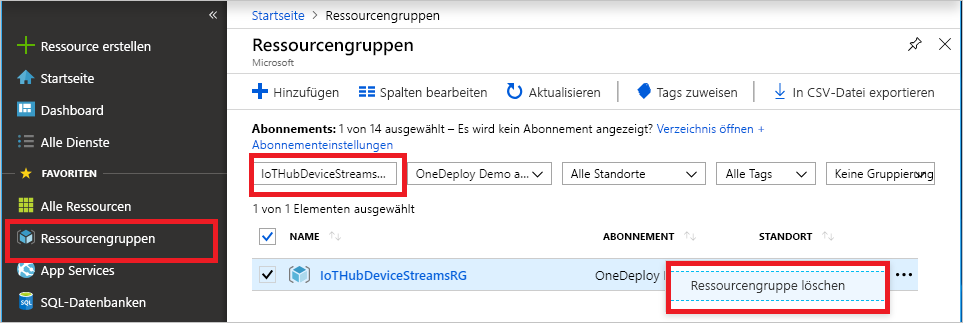 «
Ressource erstellen
Startseite
Dashboard
Alle Dienste
FAVORITEN
Alle Ressourcen
Ressourcengruppen
App Services
SQL-Datenbanken
Startseite > Ressourcengruppen
Ressourcengruppen
Microsoft
Hinzufügen Spalten bearbeiten Aktualisieren Tags zuweisen In CSV-Datei exportieren
Abonnements: 1 von 14 ausgewählt – Es wird kein Abonnement angezeigt? Verzeichnis öffnen +
Abonnementeinstellungen
IoTHubDeviceStreams... OneDeploy Demo a... Alle Standorte Alle Tags Keine Gruppierung
1 von 1 Elementen ausgewählt
NAME ABONNEMENT STANDORT
IoTHubDeviceStreamsRG OneDeploy
Ressourcengruppe löschen